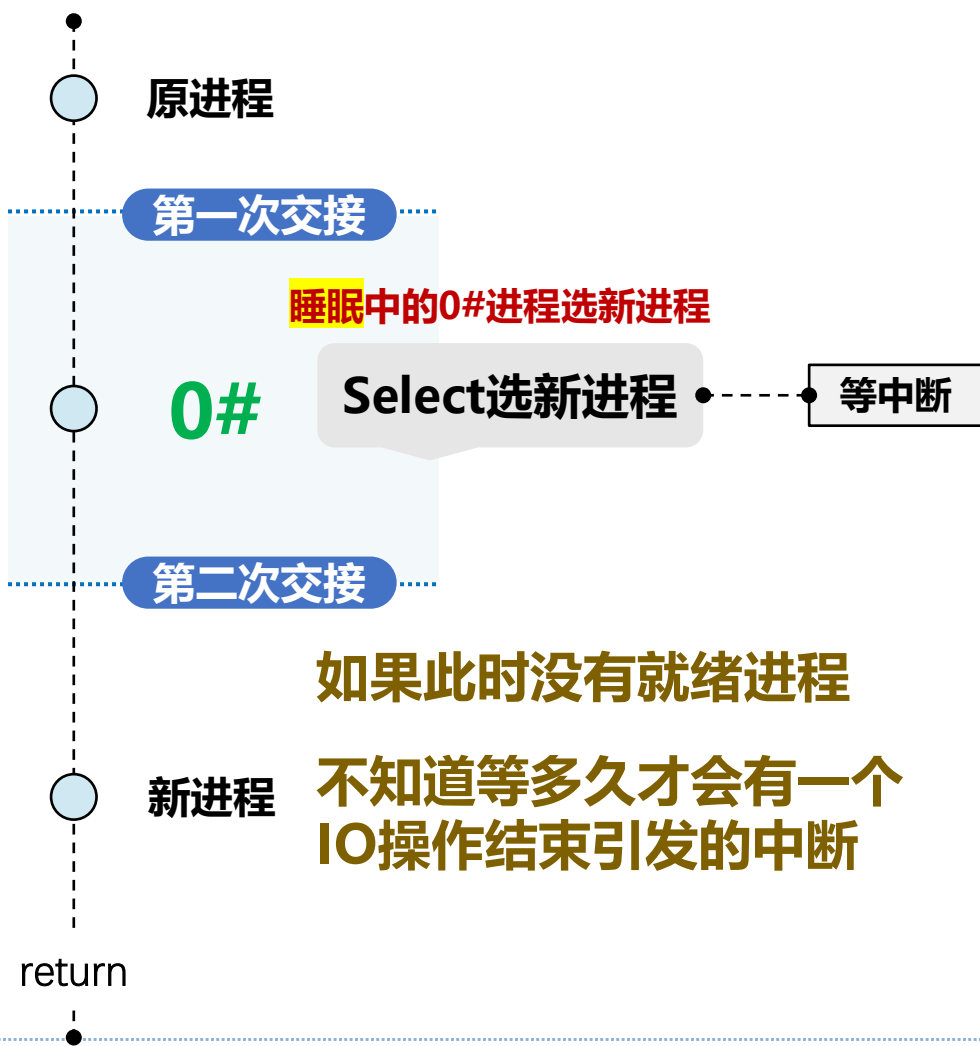 原进程
第一次交接
睡眠中的0#进程选新进程
0#
Select选新进程
等中断
第二次交接
如果此时没有就绪进程
新进程
不知道等多久才会有一个
IO操作结束引发的中断
return